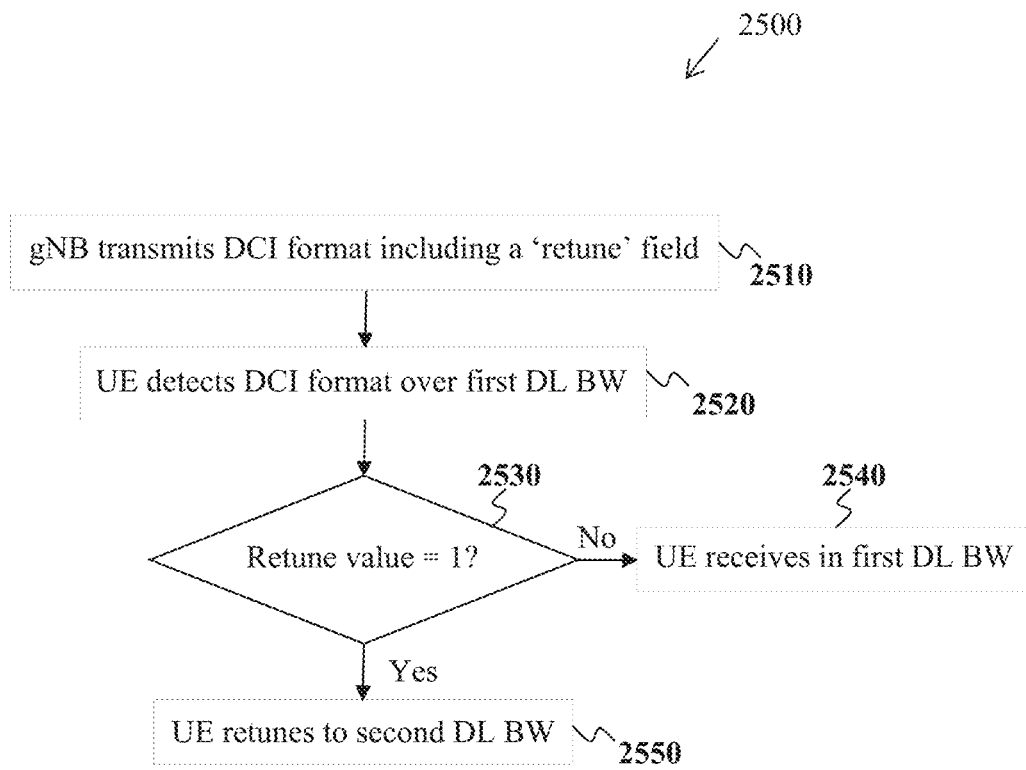 2500
gNB transmits DCI format including a ‘retune’ field
2510
UE detects DCI format over first DL BW
2520
2530
Retune value = 1?
No
2540
UE receives in first DL BW
Yes
UE retunes to second DL BW
2550